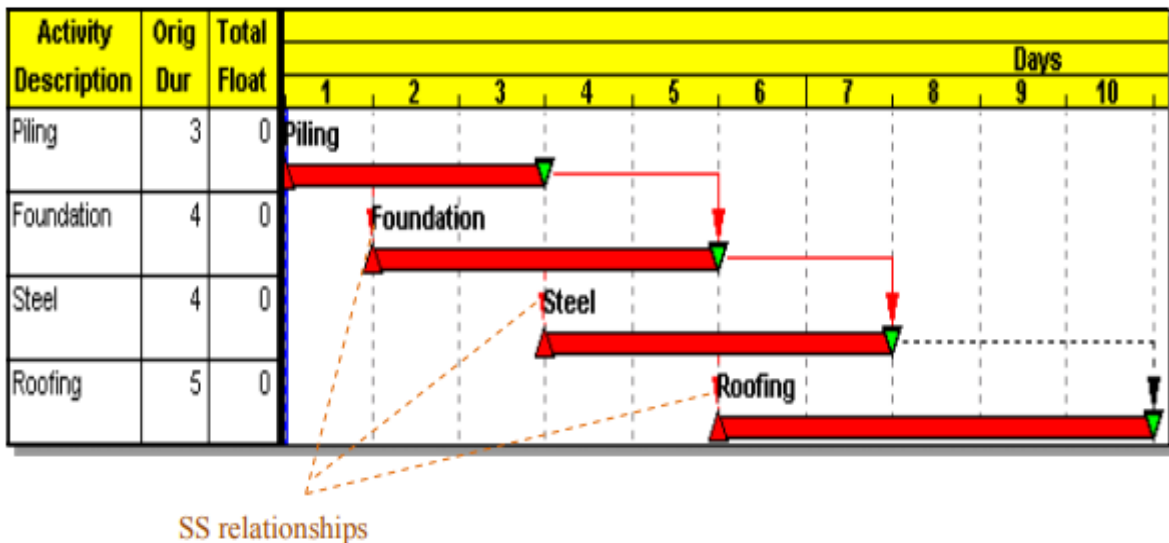 Activity Description Orig Dur Total Float
Days
1 2 3 4 5 6 7 8 9 10
Piling 3 0 Piling
Foundation 4 0 Foundation
Steel 4 0 Steel
Roofing 5 0 Roofing
SS relationships